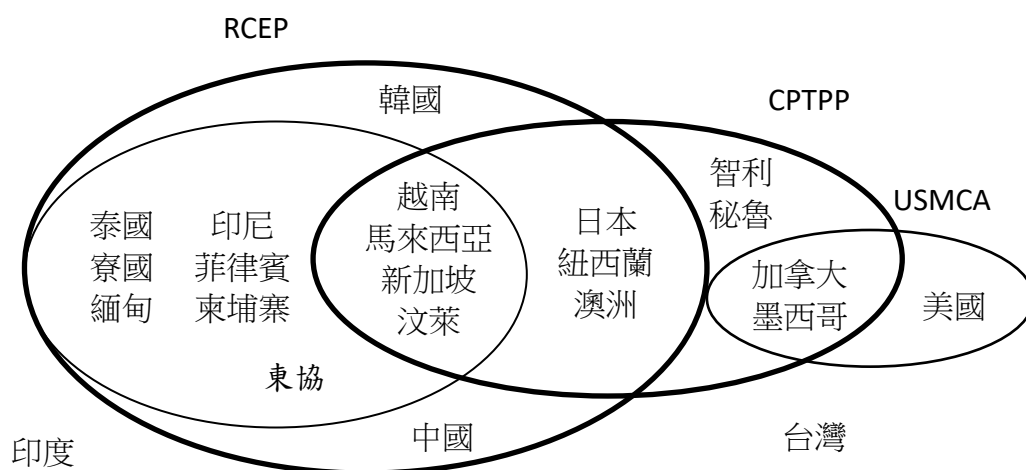 RCEP
韓國
CPTPP
智利
秘魯
USMCA
泰國
寮國
緬甸
印尼
菲律賓
柬埔寨
越南
馬來西亞
新加坡
汶萊
日本
紐西蘭
澳洲
加拿大
墨西哥
美國
東協
中國
台灣
印度